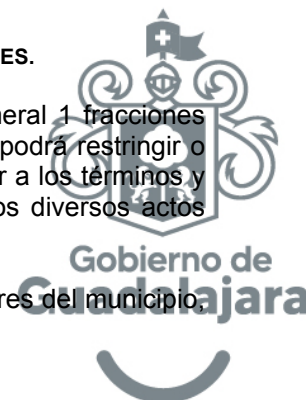 ES.
eral 1 fracciones
podrá restringir o
r a los términos y
os diversos actos
Gobierno de
Guadalajara
res del municipio,